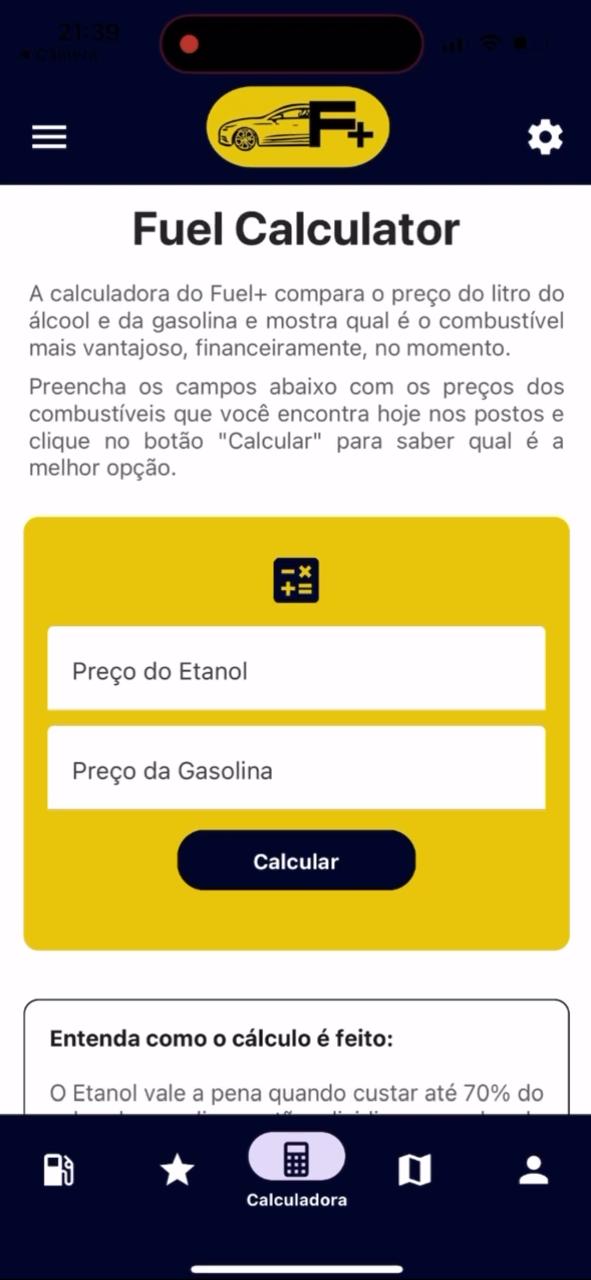 21:39
Câmera
F+
Fuel Calculator
A calculadora do Fuel+ compara o preço do litro do
álcool e da gasolina e mostra qual é o combustível
mais vantajoso, financeiramente, no momento.
Preencha os campos abaixo com os preços dos
combustíveis que você encontra hoje nos postos e
clique no botão "Calcular" para saber qual é a
melhor opção.
Preço do Etanol
Preço da Gasolina
Calcular
Entenda como o cálculo é feito:
O Etanol vale a pena quando custar até 70% do
Calculadora